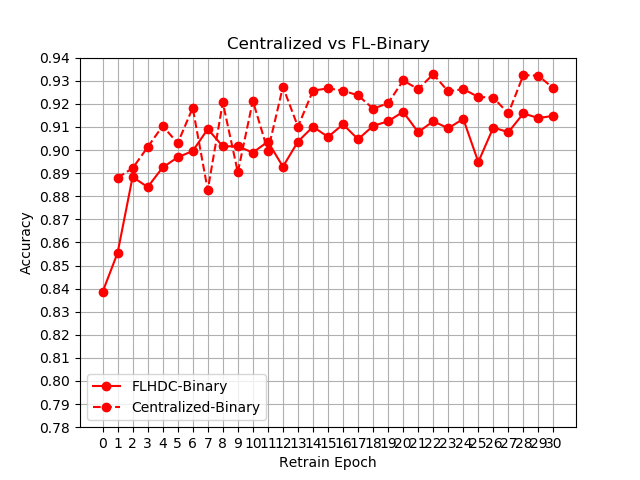 Centralized vs FL-Binary
Accuracy
0.94
0.93
0.92
0.91
0.90
0.89
0.88
0.87
0.86
0.85
0.84
0.83
0.82
0.81
0.80
0.79
0.78
FLHDC-Binary
Centralized-Binary
0 1 2 3 4 5 6 7 8 9 10 11 12 13 14 15 16 17 18 19 20 21 22 23 24 25 26 27 28 29 30
Retrain Epoch